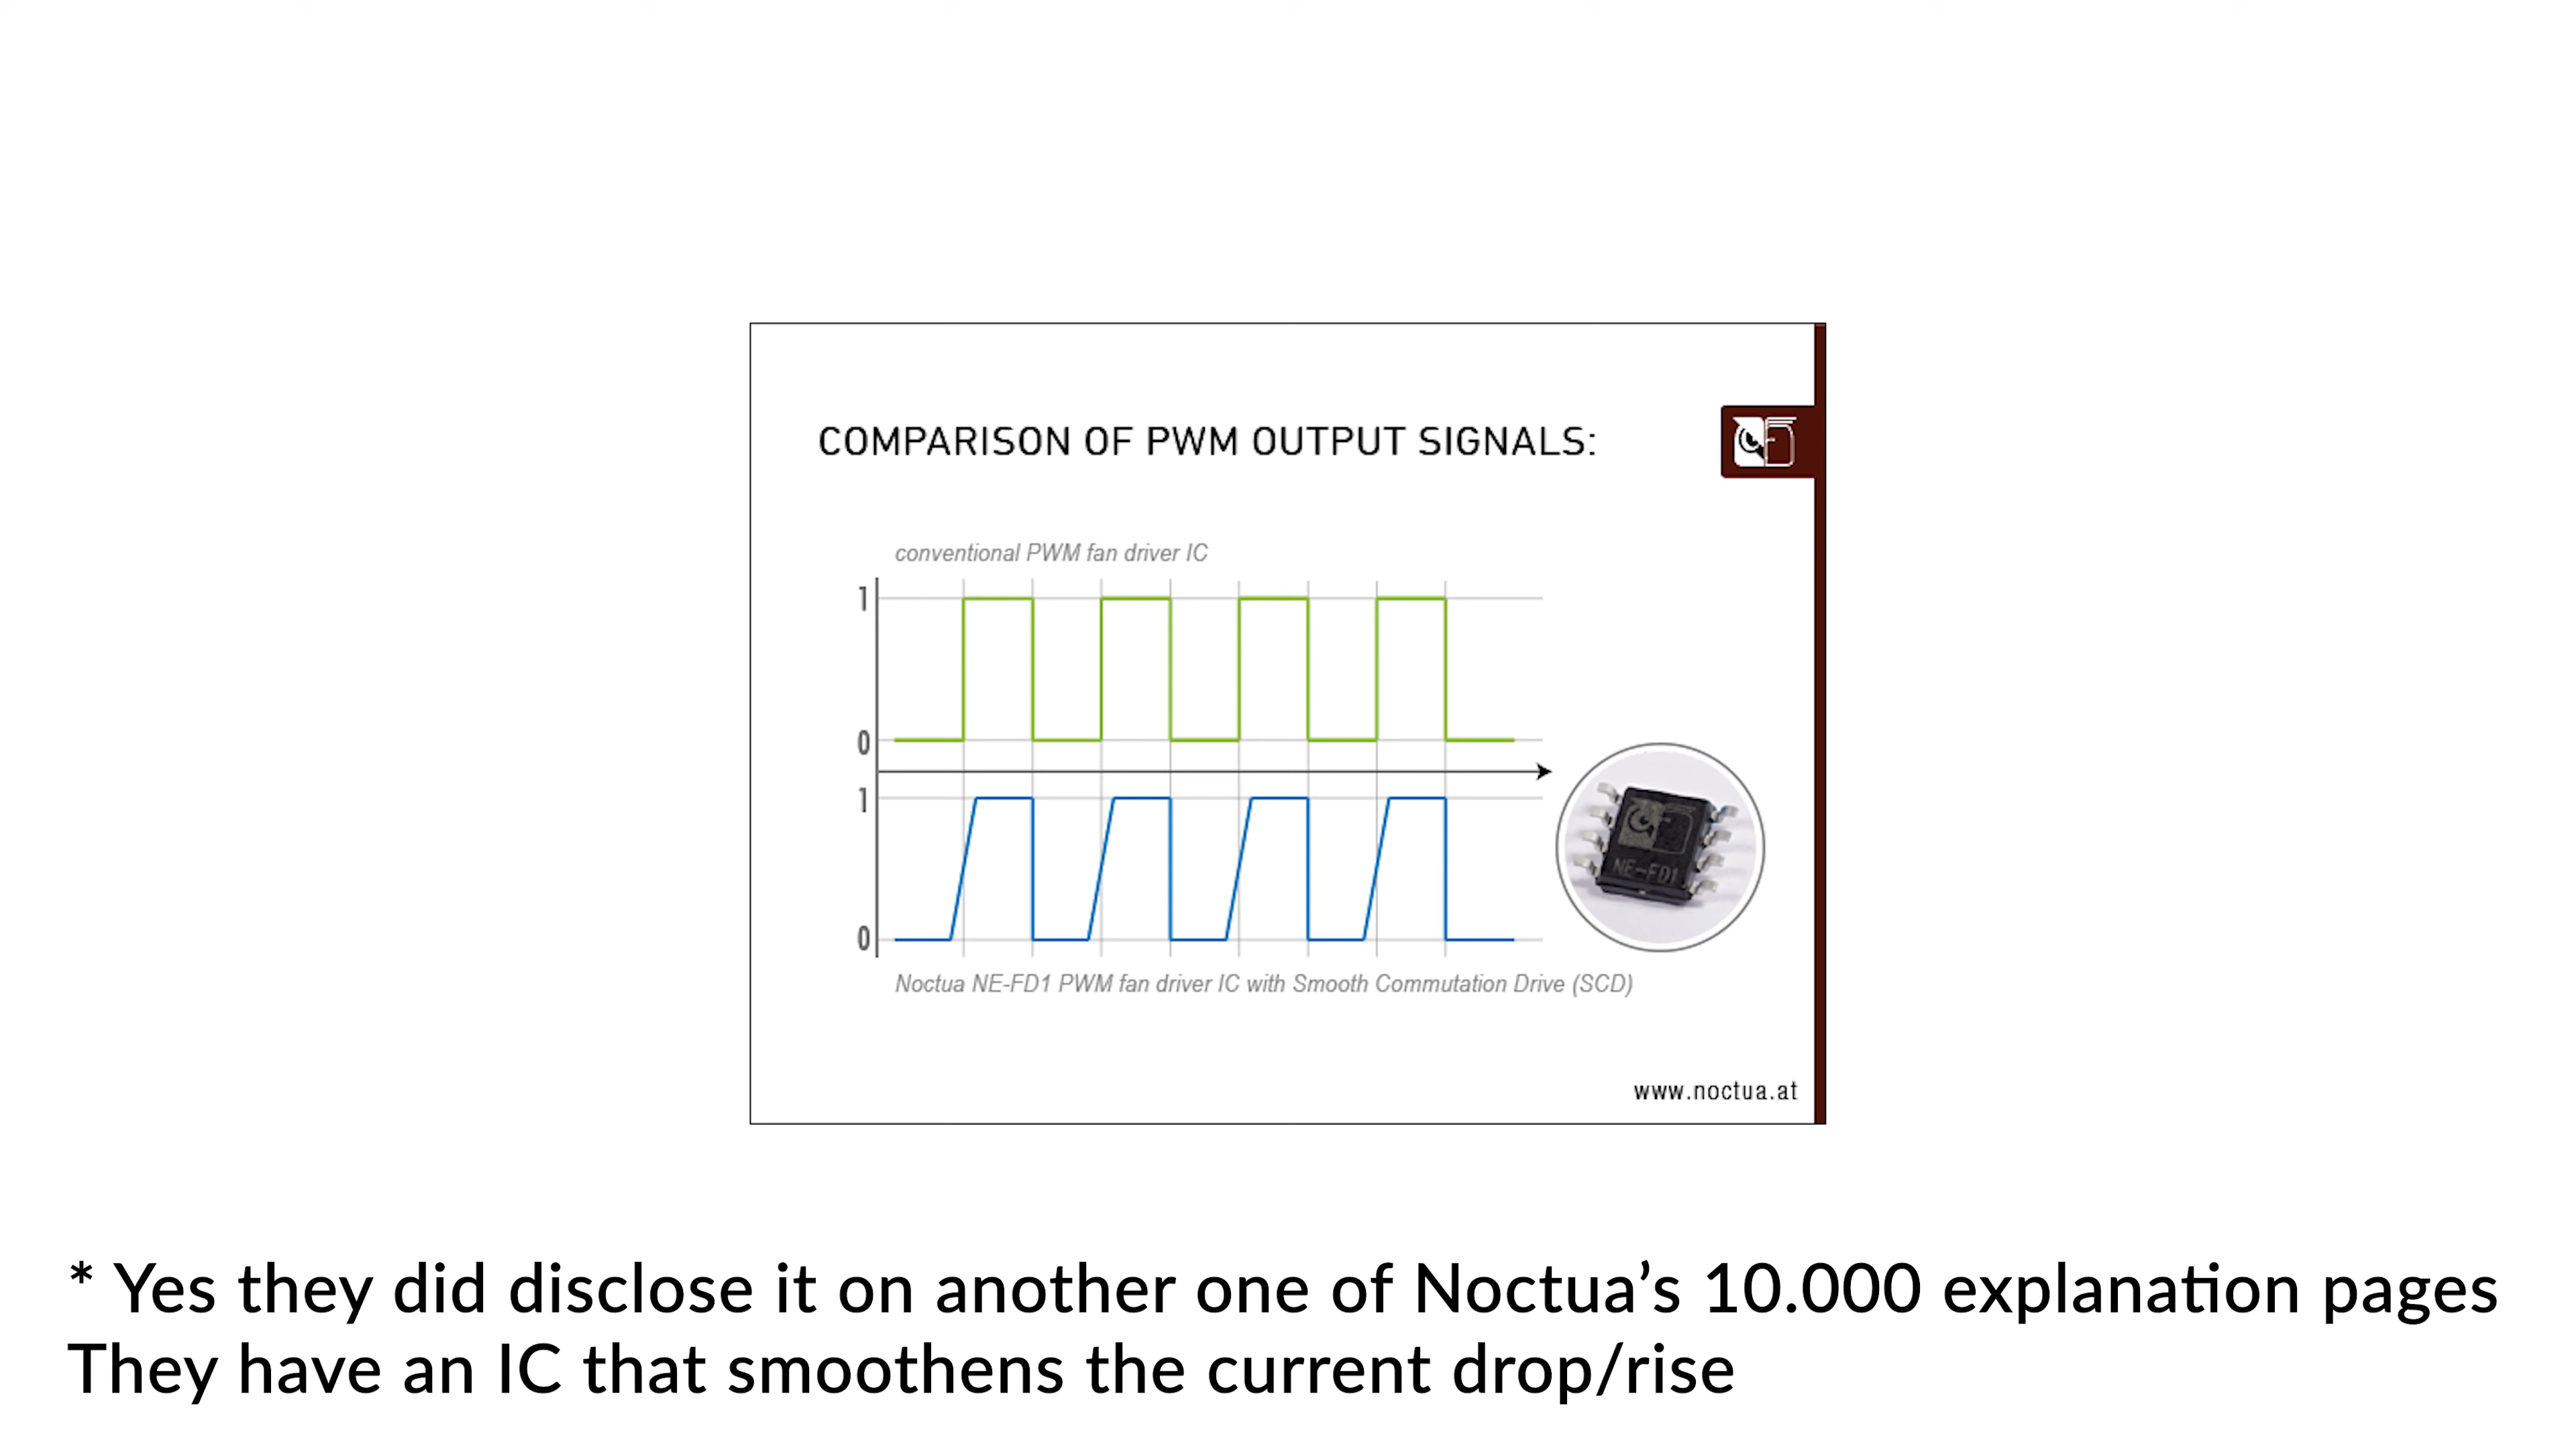 COMPARISON OF PWM OUTPUT SIGNALS:
conventional PWM fan driver IC
1
0
1
0
NE-FD1
Noctua NE-FD1 PWM fan driver IC with Smooth Commutation Drive (SCD)
www.noctua.at
* Yes they did disclose it on another one of Noctua’s 10.000 explanation pages
They have an IC that smoothens the current drop/rise